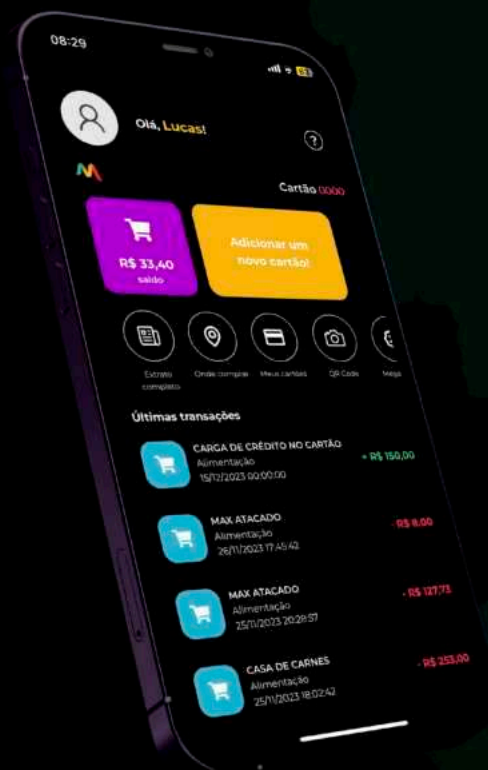 08:29
Olá, Lucas!
?
Cartão 0000
R$ 33,40
saldo
Adicionar um
novo cartão!
Extrato
completo
Onde comprar
Meus cartões
QR Code
Mega
Últimas transações
CARGA DE CRÉDITO NO CARTÃO
Alimentação
15/12/2023 00:00:00
+ R$ 150,00
MAX ATACADO
Alimentação
26/11/2023 17:45:42
- R$ 8,00
MAX ATACADO
Alimentação
25/11/2023 20:28:57
- R$ 127,73
CASA DE CARNES
Alimentação
25/11/2023 18:02:42
- R$ 253,00